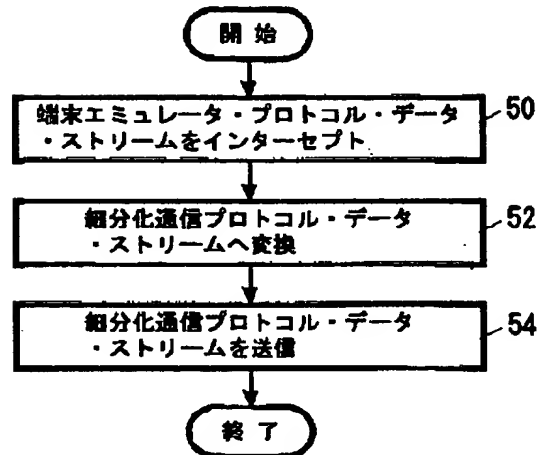 開始
端末エミュレータ・プロトコル・データ
・ストリームをインターセプト
50
細分化通信プロトコル・データ
・ストリームへ変換
52
細分化通信プロトコル・データ
・ストリームを送信
54
終了